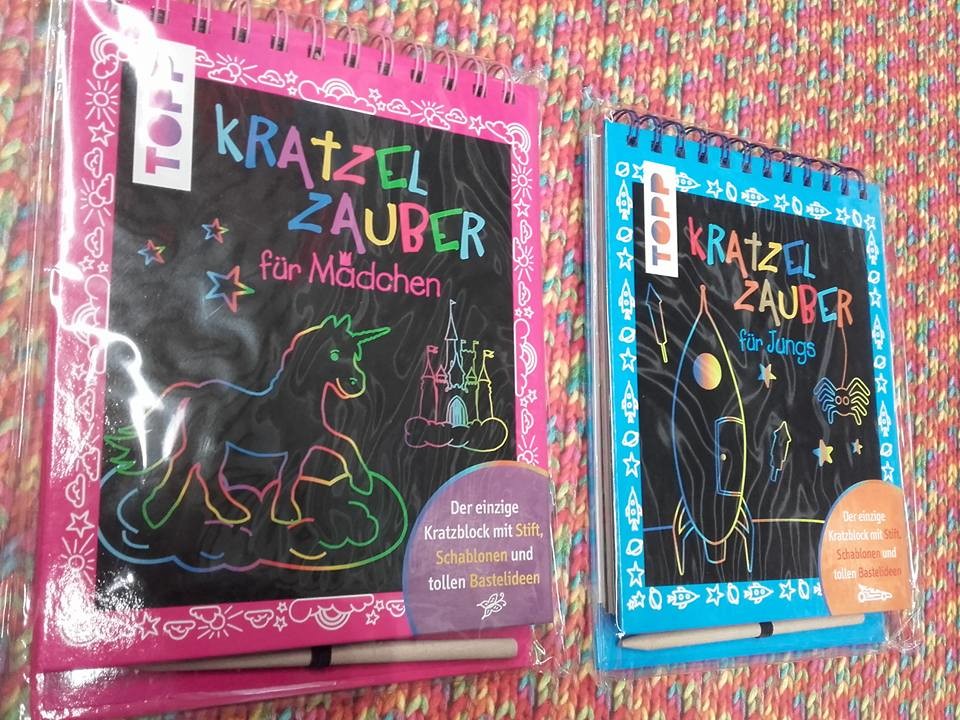 TOPP
KRATZEL
ZAUBER
für Mädchen
Der einzige
Kratzblock mit Stift,
Schablonen und
tollen Bastelideen
TOPP
KRATZEL
ZAUBER
für Jungs
Der einzige
Kratzblock mit Stift,
Schablonen und
tollen Bastelideen